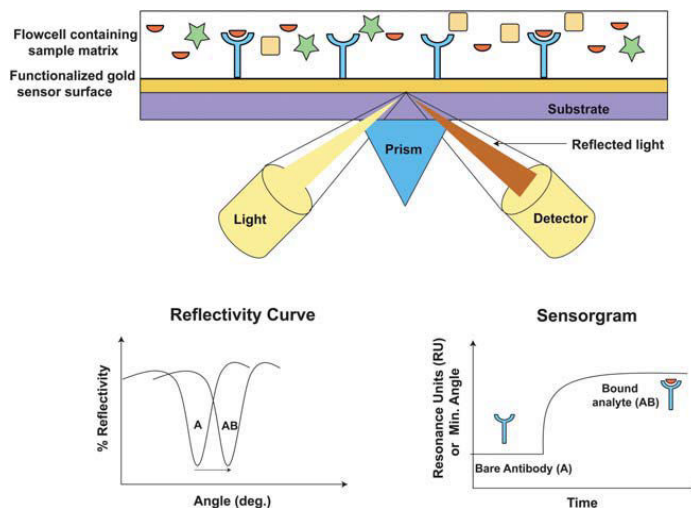 Flowcell containing
sample matrix
Functionalized gold
sensor surface
Substrate
Prism
Reflected light
Light
Detector
Reflectivity Curve
% Reflectivity
A
AB
Angle (deg.)
Sensorgram
Resonance Units (RU)
or Min. Angle
Bound
analyte (AB)
Bare Antibody (A)
Time